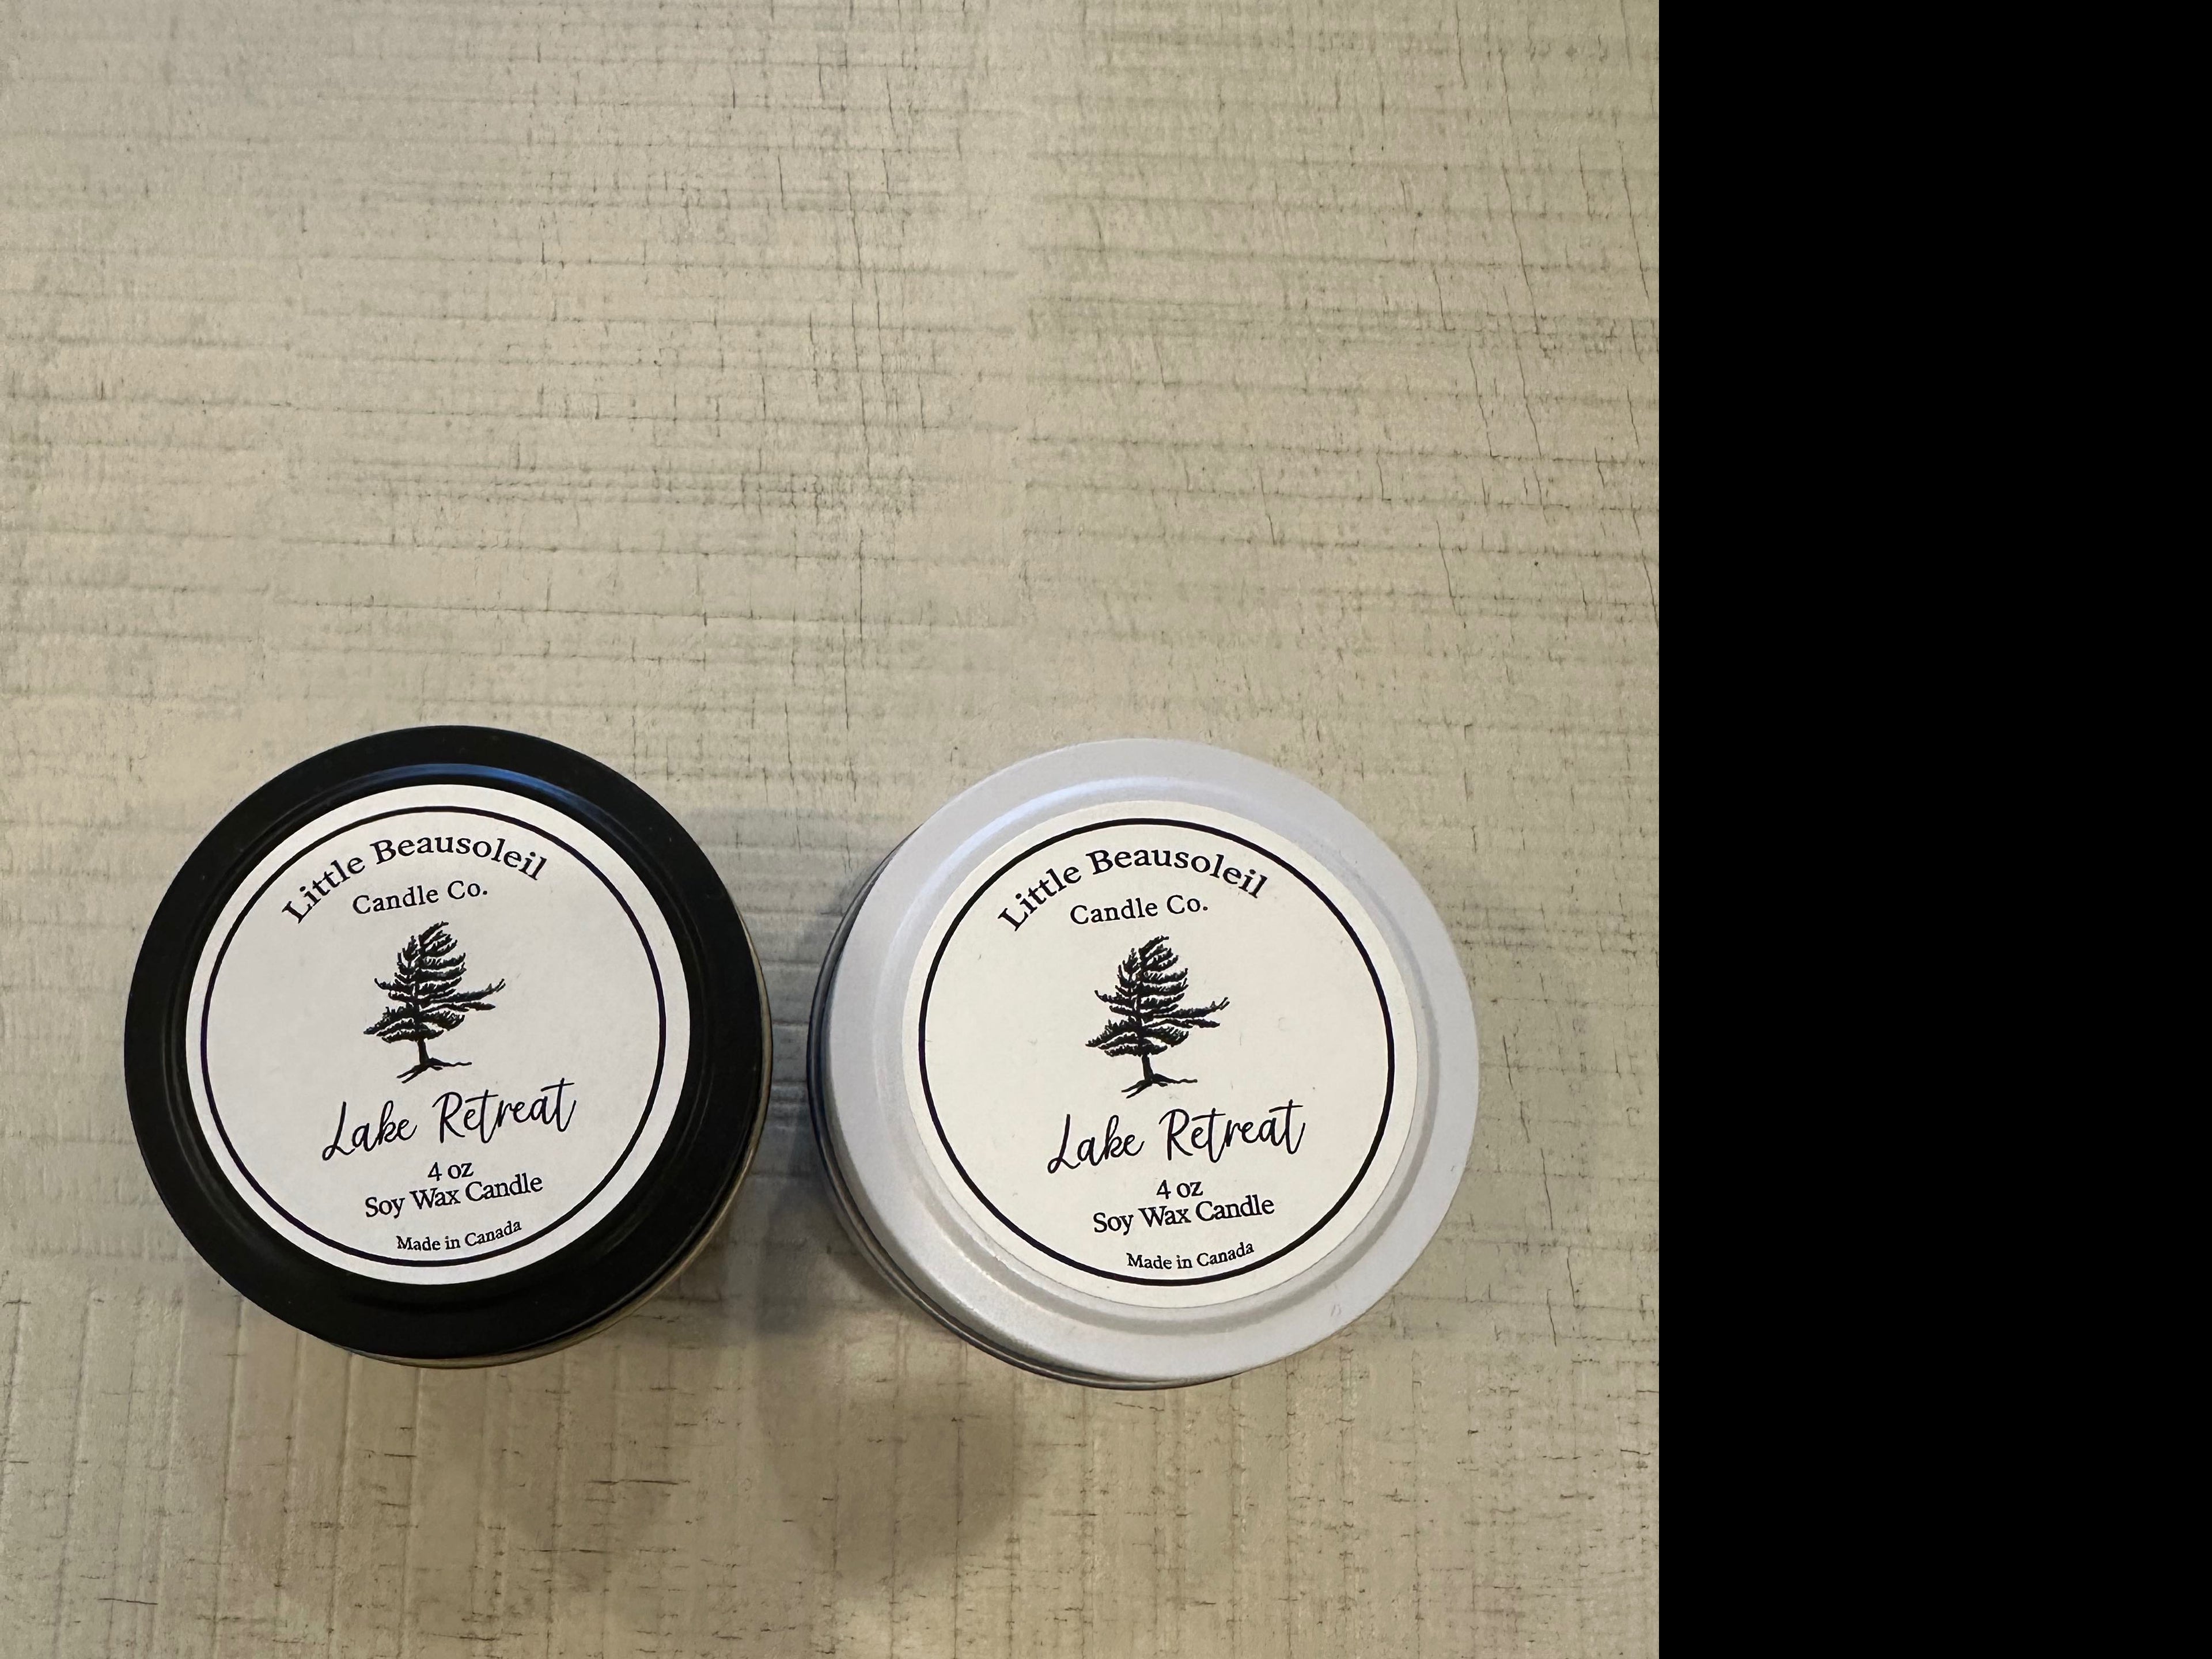 Little Beausoleil
Candle Co.
Lake Retreat
4 oz
Soy Wax Candle
Made in Canada
Little Beausoleil
Candle Co.
Lake Retreat
4 oz
Soy Wax Candle
Made in Canada